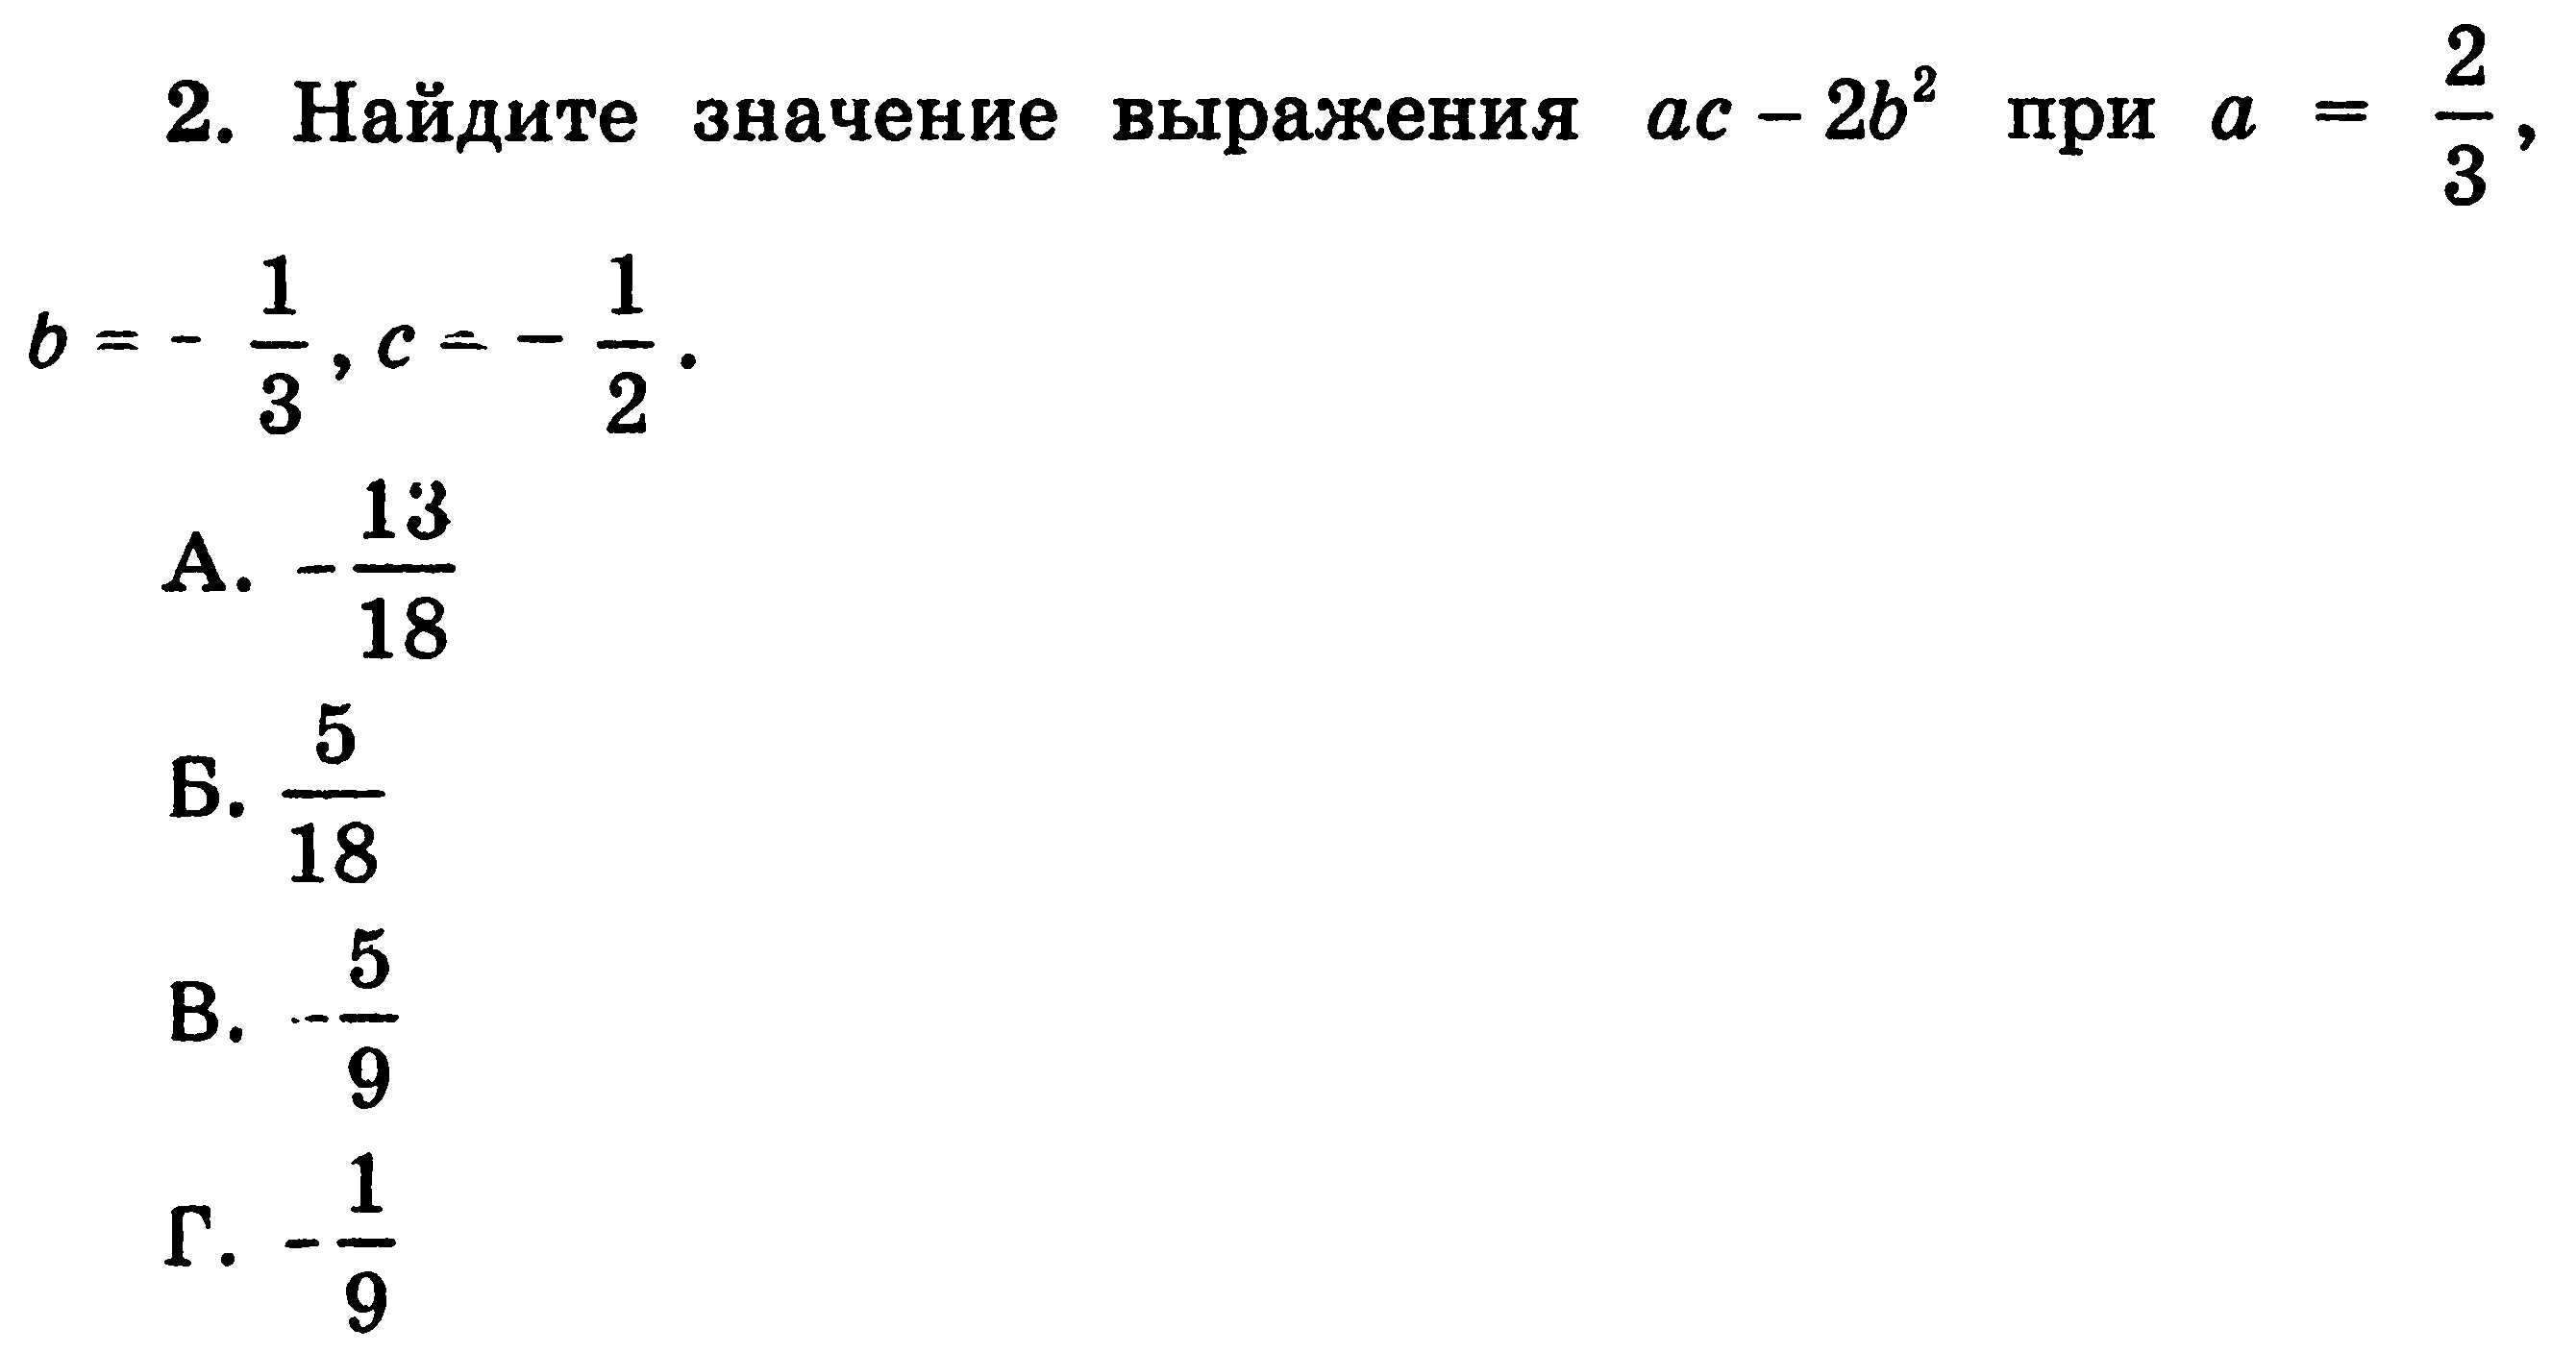 2. Найдите значение выражения ac – 2b² при a = 2/3,
b = - 1/3, c = – 1/2.
А. -13/18
Б. 5/18
В. -5/9
Г. -1/9